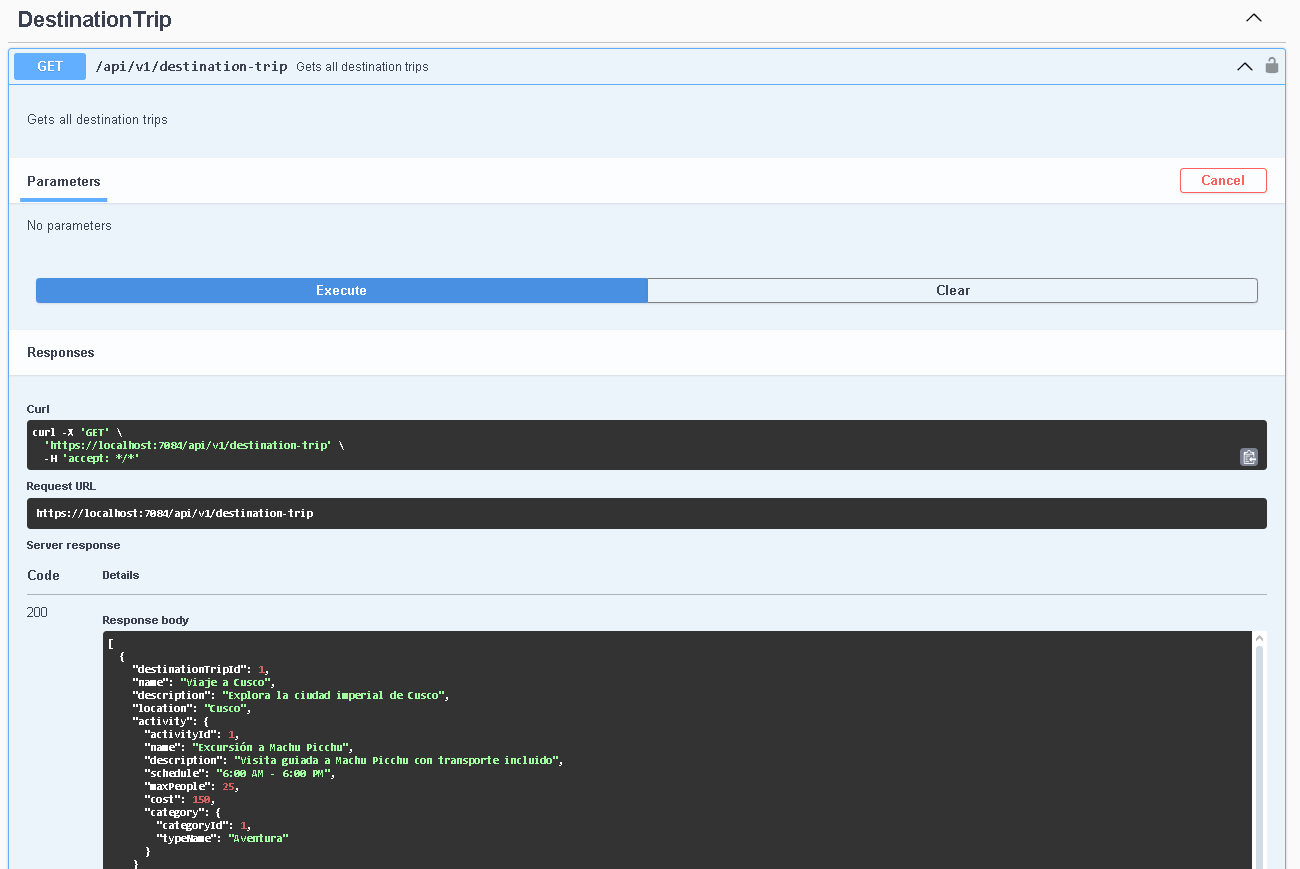 DestinationTrip
GET /api/v1/destination-trip Gets all destination trips
Gets all destination trips
Parameters
Cancel
No parameters
Execute
Clear
Responses
Curl
curl -X 'GET' \
  'https://localhost:7084/api/v1/destination-trip' \
  -H 'accept: */*'
Request URL
https://localhost:7084/api/v1/destination-trip
Server response
Code Details
200
Response body
[
  {
    "destinationTripId": 1,
    "name": "Viaje a Cusco",
    "description": "Explora la ciudad imperial de Cusco",
    "location": "Cusco",
    "activity": {
      "activityId": 1,
      "name": "Excursión a Machu Picchu",
      "description": "Visita guiada a Machu Picchu con transporte incluido",
      "schedule": "6:00 AM - 6:00 PM",
      "maxPeople": 25,
      "cost": 150,
      "category": {
        "categoryId": 1,
        "typeName": "Aventura"
      }
    }